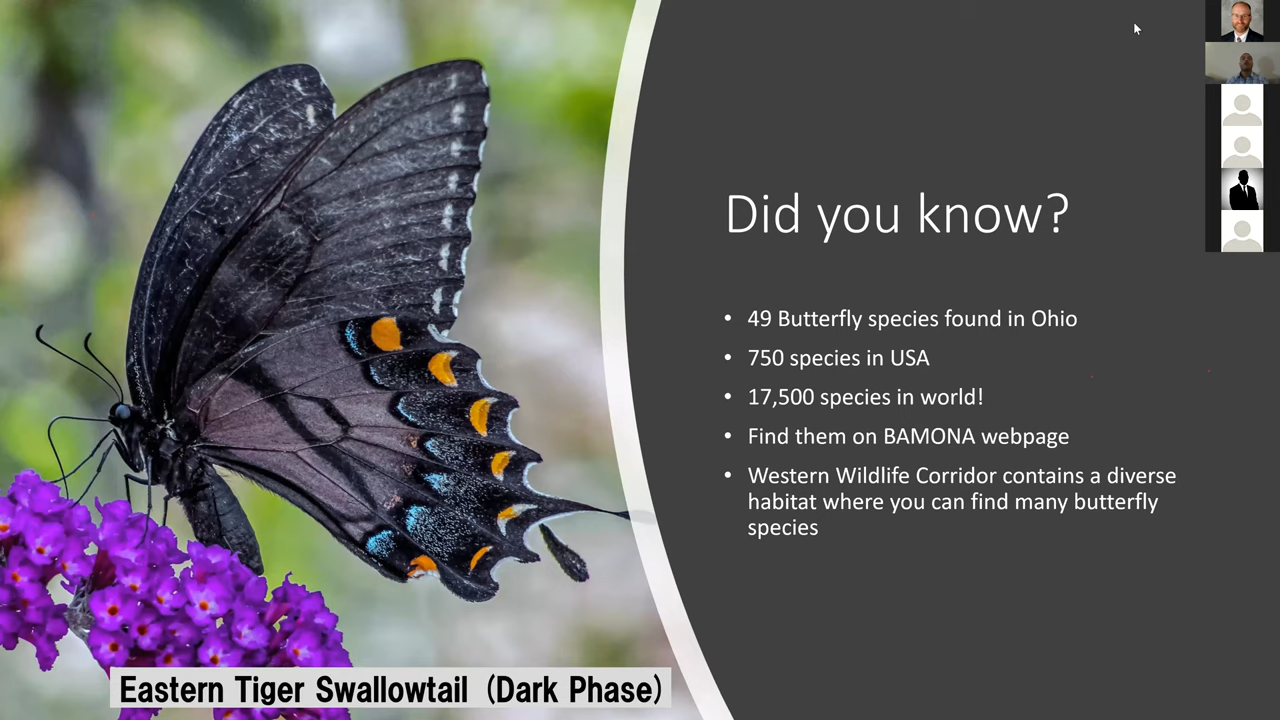 Did you know?
• 49 Butterfly species found in Ohio
• 750 species in USA
• 17,500 species in world!
• Find them on BAMONA webpage
• Western Wildlife Corridor contains a diverse
habitat where you can find many butterfly
species
Eastern Tiger Swallowtail (Dark Phase)